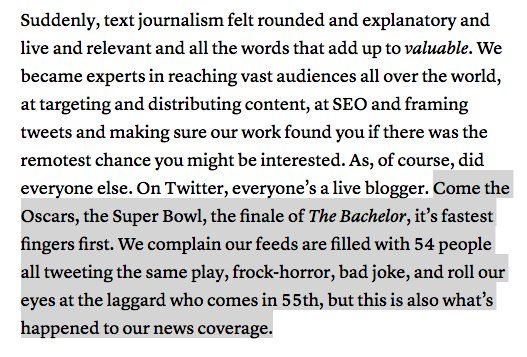 Suddenly, text journalism felt rounded and explanatory and
live and relevant and all the words that add up to valuable. We
became experts in reaching vast audiences all over the world,
at targeting and distributing content, at SEO and framing
tweets and making sure our work found you if there was the
remotest chance you might be interested. As, of course, did
everyone else. On Twitter, everyone’s a live blogger. Come the
Oscars, the Super Bowl, the finale of The Bachelor, it’s fastest
fingers first. We complain our feeds are filled with 54 people
all tweeting the same play, frock-horror, bad joke, and roll our
eyes at the laggard who comes in 55th, but this is also what’s
happened to our news coverage.